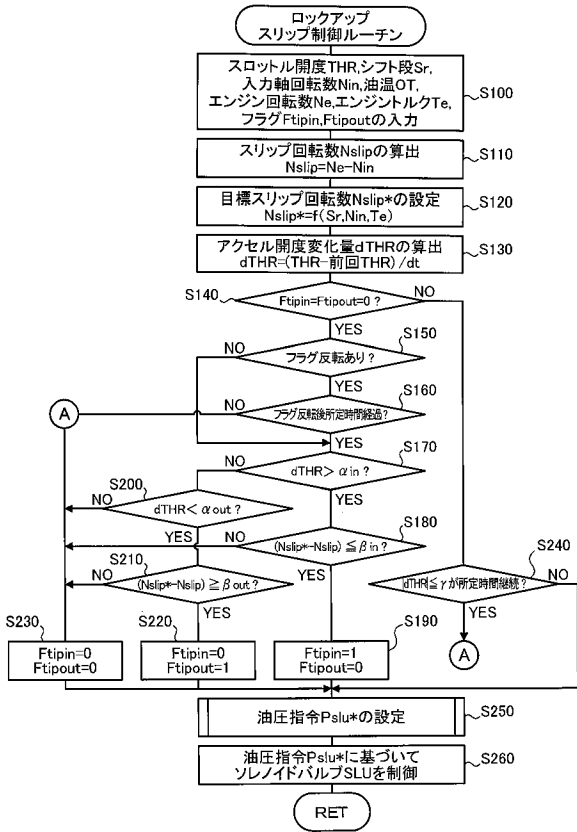 ロックアップ
スリップ制御ルーチン
スロットル開度THR,シフト段Sr,
入力軸回転数Nin,油温OT,
エンジン回転数Ne,エンジントルクTe,
フラグFtipin,Ftipoutの入力
S100
スリップ回転数Nslipの算出
Nslip=Ne-Nin
S110
目標スリップ回転数Nslip*の設定
Nslip*=f(Sr,Nin,Te)
S120
アクセル開度変化量dTHRの算出
dTHR=(THR-前回THR)/dt
S130
S140
Ftipin=Ftipout=0?
NO
YES
S150
NO
フラグ反転あり?
YES
S160
A
NO
フラグ反転後所定時間経過?
YES
S170
NO
dTHR>αin?
YES
S200
NO
dTHR<αout?
YES
S180
NO
(Nslip*-Nslip)≦βin?
YES
S210
NO
(Nslip*-Nslip)≧βout?
YES
S240
|dTHR|≦γが所定時間継続?
NO
YES
A
S230
Ftipin=0
Ftipout=0
S220
Ftipin=0
Ftipout=1
S190
Ftipin=1
Ftipout=0
油圧指令Pslu*の設定
S250
油圧指令Pslu*に基づいて
ソレノイドバルブSLUを制御
S260
RET